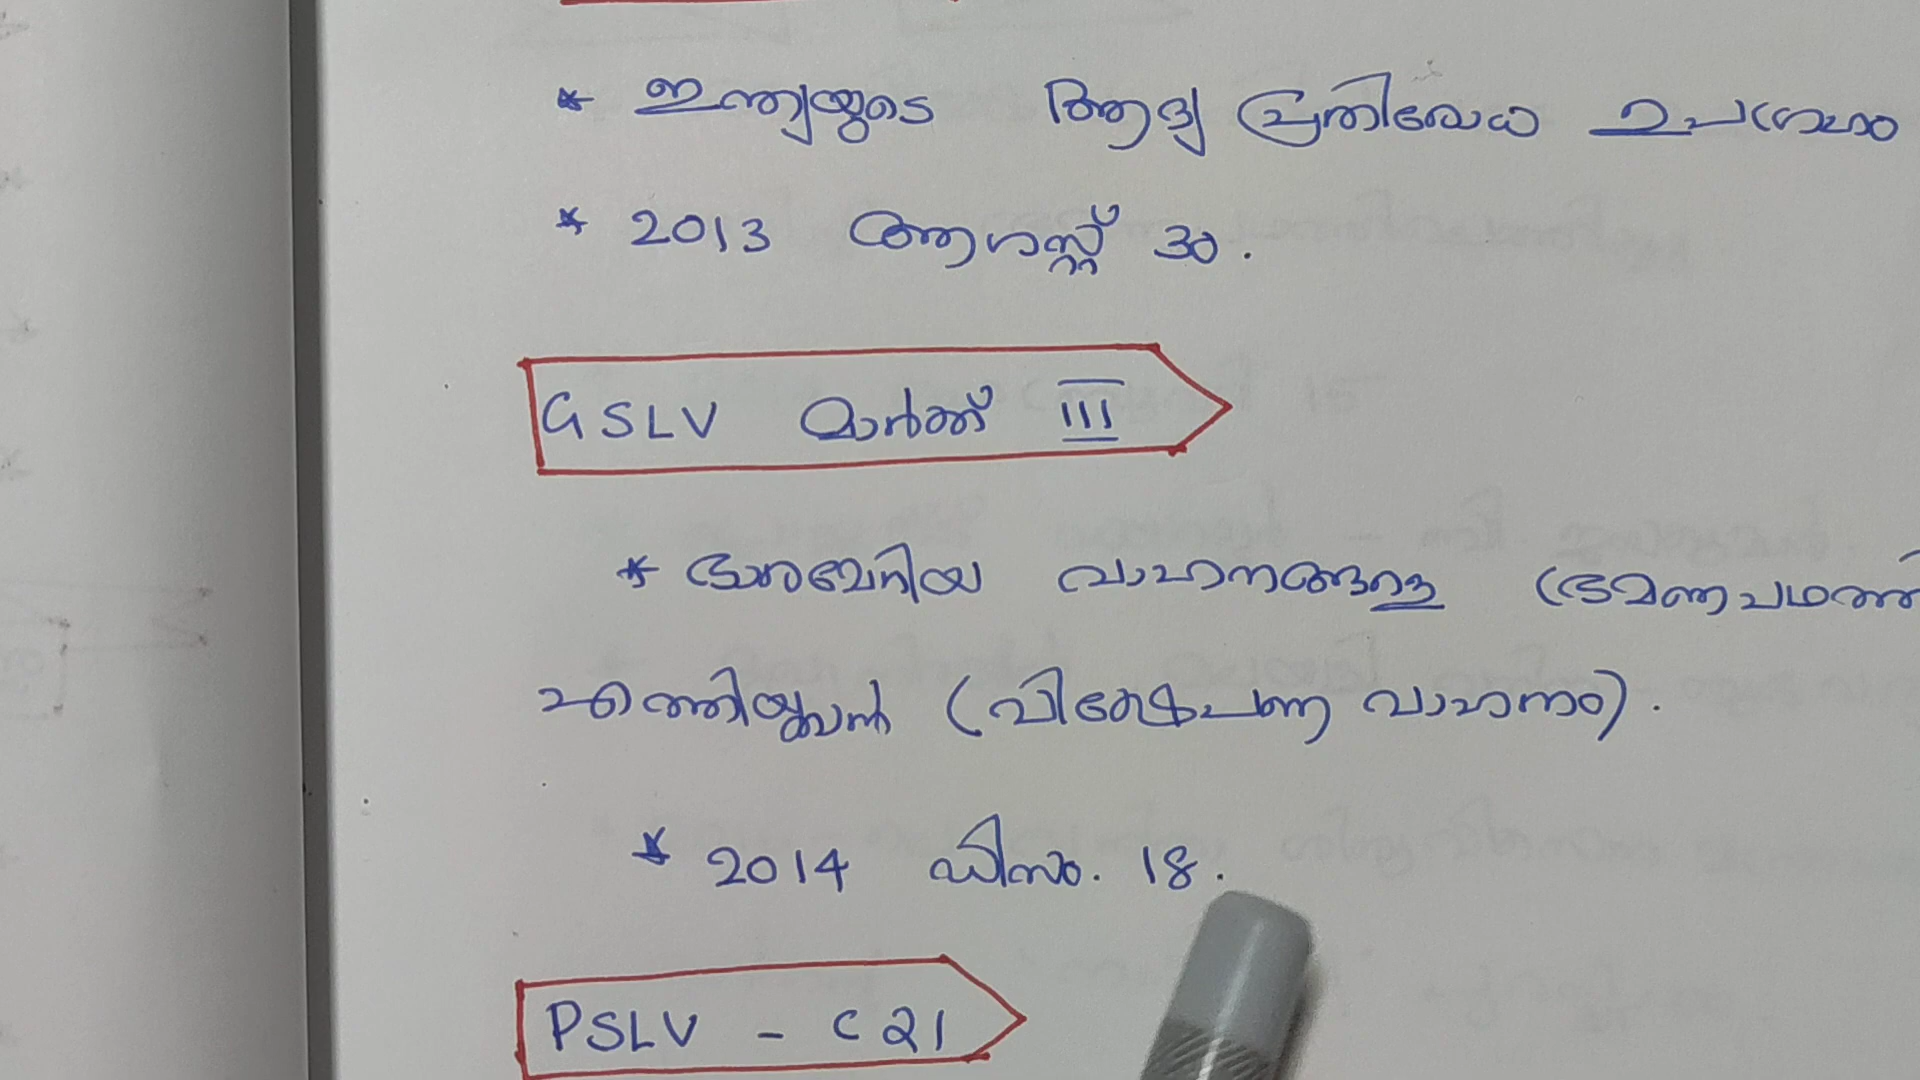 * ഇന്ത്യയുടെ ആദ്യ പ്രതിരോധ ഉപഗ്രഹം
* 2013 ആഗസ്റ്റ് 30.
GSLV മാർക്ക് III
* ഭാരമേറിയ വാഹനങ്ങളെ ഭ്രമണപഥത്ത്
എത്തിയ്ക്കാൻ (വിക്ഷേപണ വാഹനം).
* 2014 ഡിസം. 18.
PSLV - C21